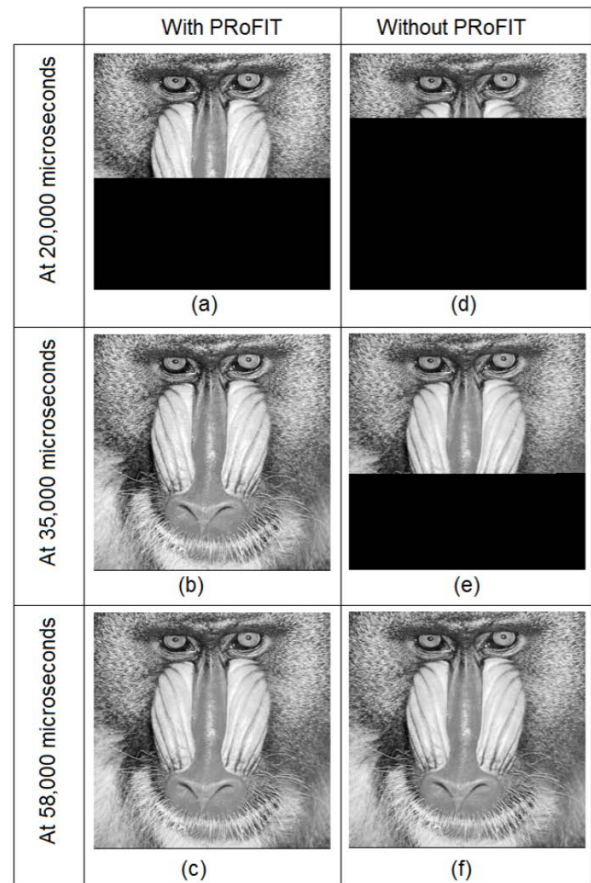 With PRoFIT
Without PRoFIT
At 20,000 microseconds
(a)
(d)
At 35,000 microseconds
(b)
(e)
At 58,000 microseconds
(c)
(f)